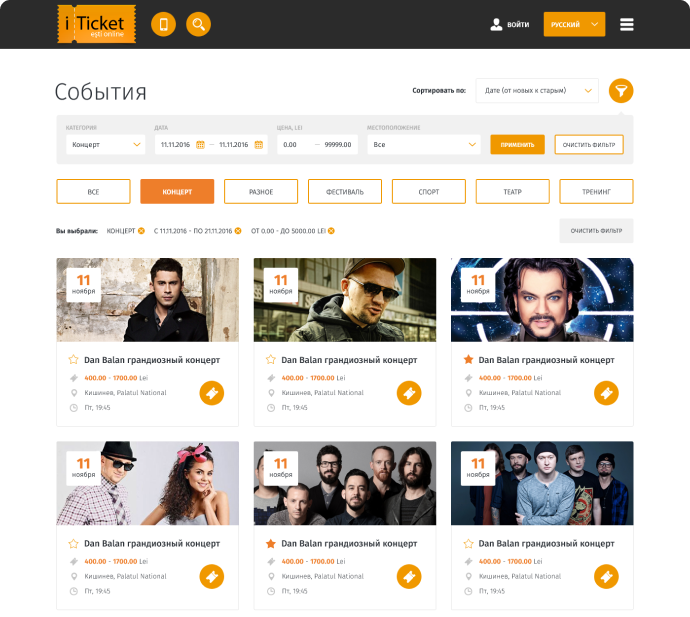 i Ticket
ești online
ВОЙТИ
РУССКИЙ
События
Сортировать по:
Дате (от новых к старым)
КАТЕГОРИЯ
ДАТА
ЦЕНА, LEI
МЕСТОПОЛОЖЕНИЕ
Концерт
11.11.2016 – 11.11.2016
0.00 – 99999.00
Все
ПРИМЕНИТЬ
ОЧИСТИТЬ ФИЛЬТР
ВСЕ
КОНЦЕРТ
РАЗНОЕ
ФЕСТИВАЛЬ
СПОРТ
ТЕАТР
ТРЕНИНГ
Вы выбрали:
КОНЦЕРТ
С 11.11.2016 - ПО 21.11.2016
ОТ 0.00 - ДО 5000.00 LEI
ОЧИСТИТЬ ФИЛЬТР
11
ноября
Dan Balan грандиозный концерт
400.00 - 1700.00 Lei
Кишинев, Palatul National
Пт, 19:45
11
ноября
Dan Balan грандиозный концерт
400.00 - 1700.00 Lei
Кишинев, Palatul National
Пт, 19:45
11
ноября
Dan Balan грандиозный концерт
400.00 - 1700.00 Lei
Кишинев, Palatul National
Пт, 19:45
11
ноября
Dan Balan грандиозный концерт
400.00 - 1700.00 Lei
Кишинев, Palatul National
Пт, 19:45
11
ноября
Dan Balan грандиозный концерт
400.00 - 1700.00 Lei
Кишинев, Palatul National
Пт, 19:45
11
ноября
Dan Balan грандиозный концерт
400.00 - 1700.00 Lei
Кишинев, Palatul National
Пт, 19:45